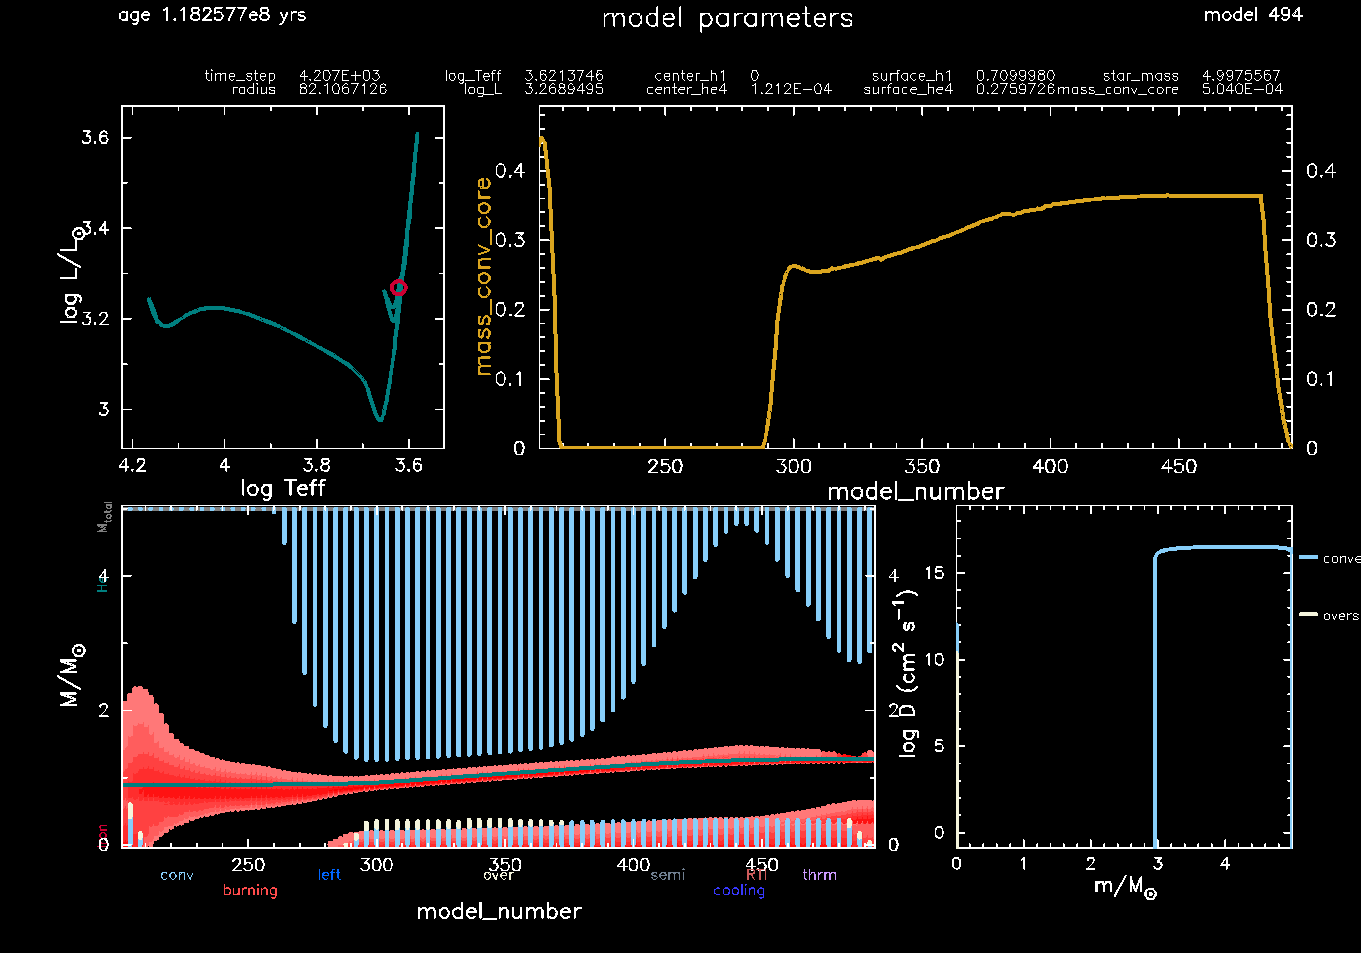 age 1.182577e8 yrs model parameters model 494
time_step 4.207E+03 log_Teff 3.6213746 center_h1 0 surface_h1 0.7099980 star_mass 4.9975567
radius 82.1067126 log_L 3.2689495 center_he4 1.212E-04 surface_he4 0.2759726 mass_conv_core 5.040E-04
log L/L⊙
3.6
3.4
3.2
3
4.2 4 3.8 3.6
log Teff
mass_conv_core
0.4 0.4
0.3 0.3
0.2 0.2
0.1 0.1
0 0
250 300 350 400 450
model_number
Mtotal
M/M⊙
4 4
2 2
0 0
250 300 350 400 450
conv left over semi RTI thrm
burning cooling
model_number
log D (cm² s⁻¹)
15
10
5
0
0 1 2 3 4
m/M⊙
conve
overs